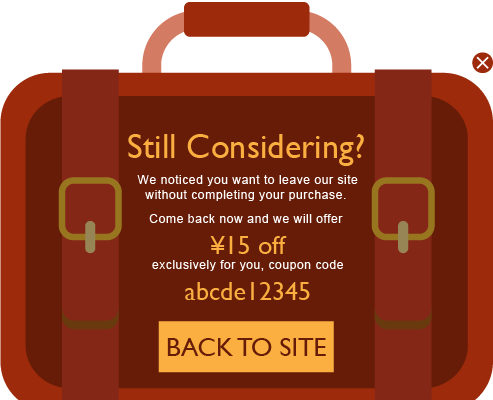 Still Considering?
We noticed you want to leave our site
without completing your purchase.
Come back now and we will offer
¥15 off
exclusively for you, coupon code
abcde12345
BACK TO SITE